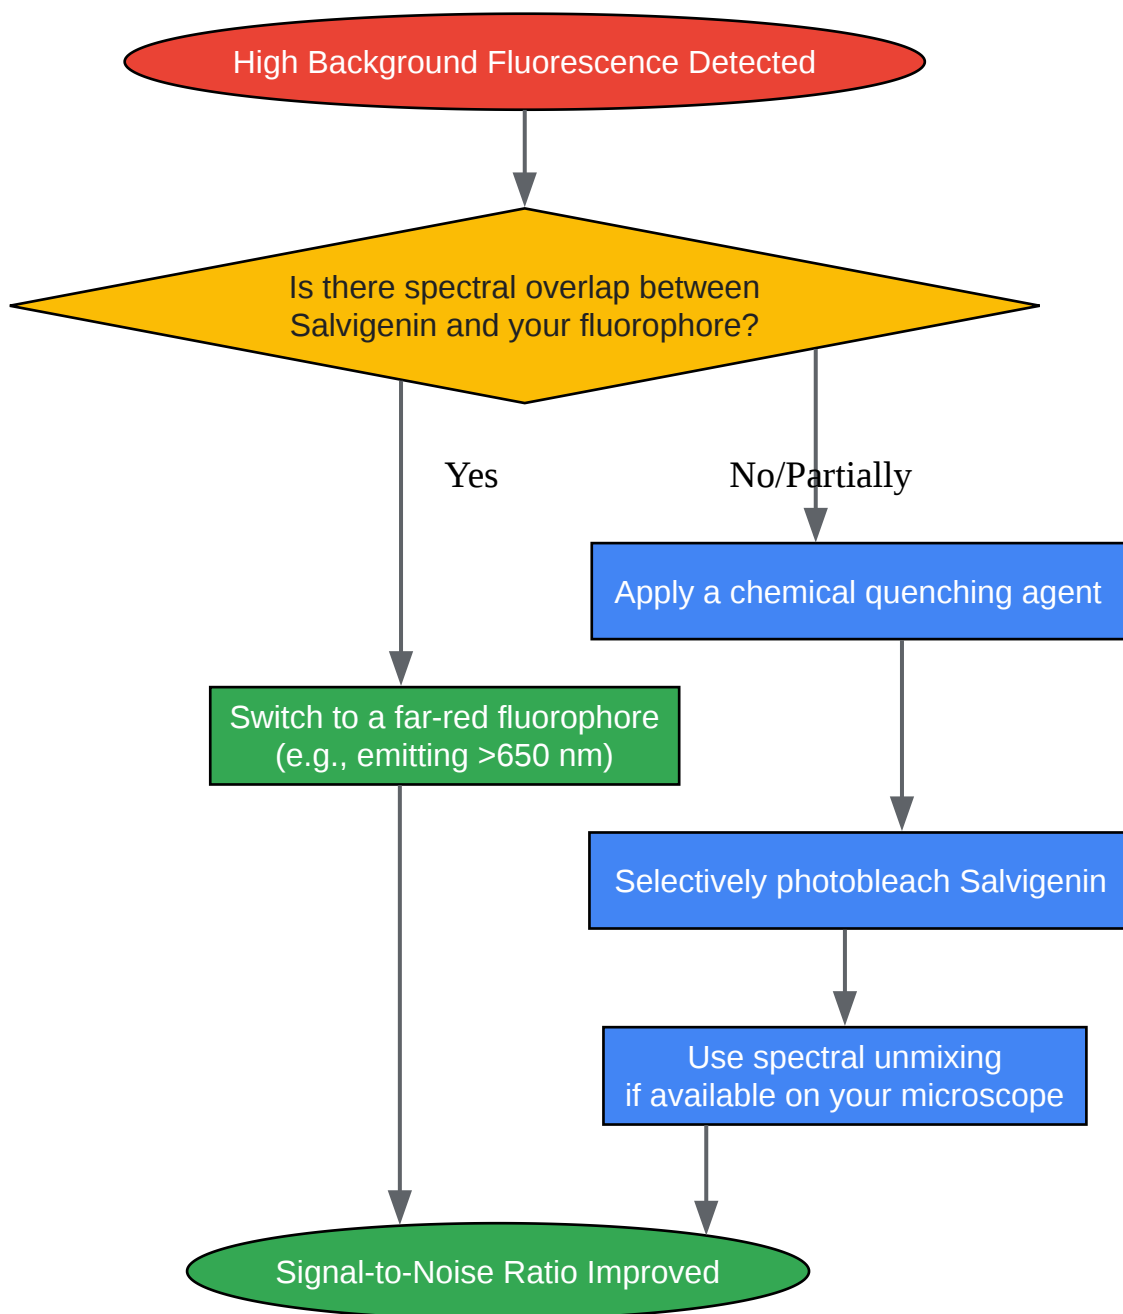 High Background Fluorescence Detected
Is there spectral overlap between
Salvigenin and your fluorophore?
Yes
No/Partially
Apply a chemical quenching agent
Switch to a far-red fluorophore
(e.g., emitting >650 nm)
Selectively photobleach Salvigenin
Use spectral unmixing
if available on your microscope
Signal-to-Noise Ratio Improved